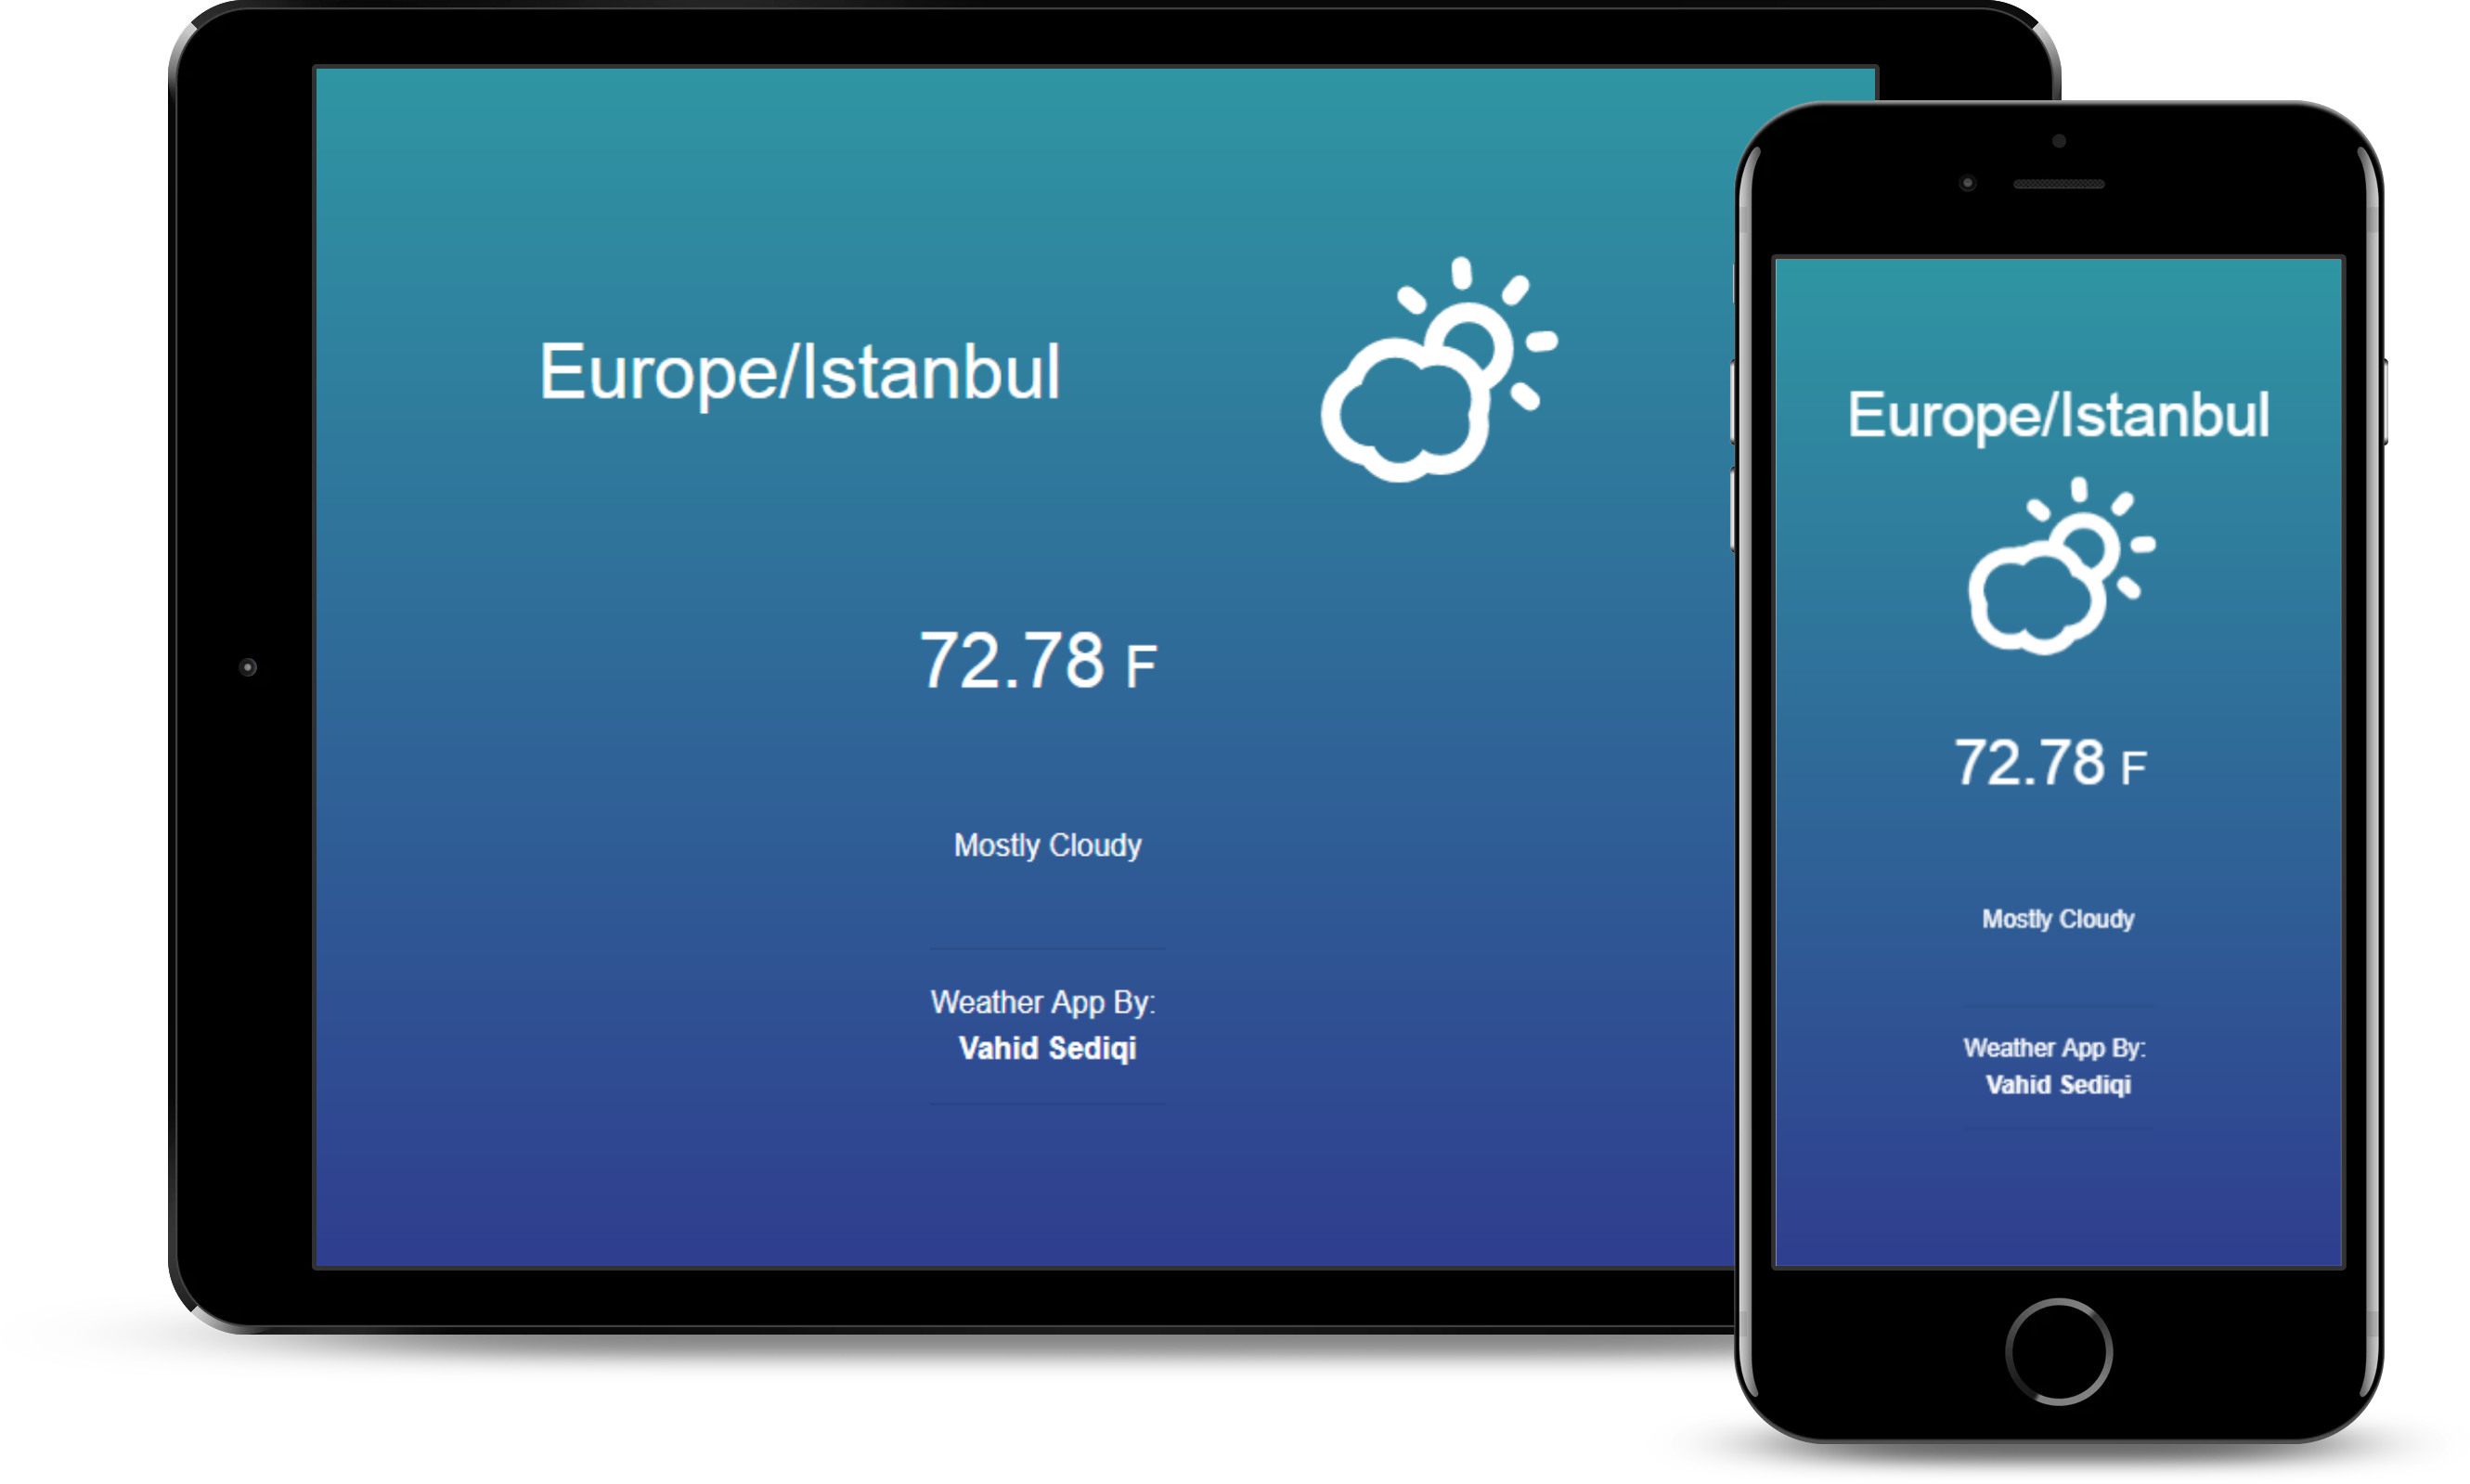 Europe/Istanbul
72.78 F
Mostly Cloudy
Weather App By:
Vahid Sediqi
Europe/Istanbul
72.78 F
Mostly Cloudy
Weather App By:
Vahid Sediqi